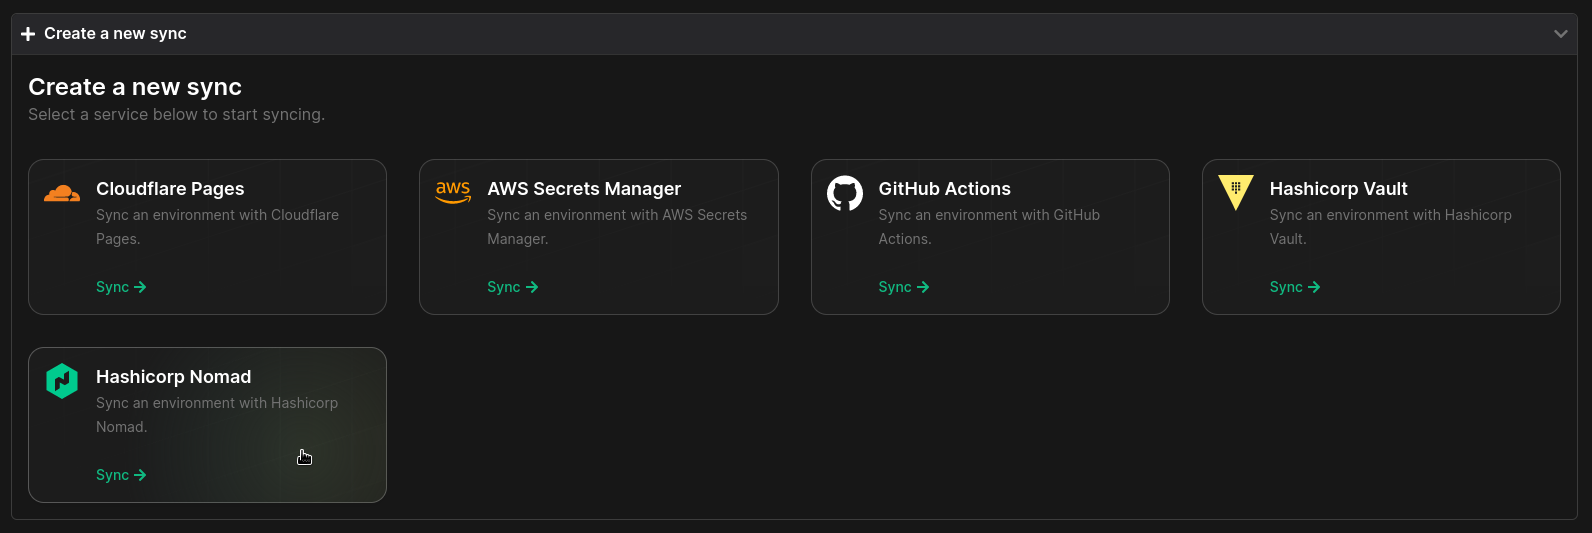 Create a new sync
Create a new sync
Select a service below to start syncing.
Cloudflare Pages
Sync an environment with Cloudflare
Pages.
Sync
aws
AWS Secrets Manager
Sync an environment with AWS Secrets
Manager.
Sync
GitHub Actions
Sync an environment with GitHub
Actions.
Sync
Hashicorp Vault
Sync an environment with Hashicorp
Vault.
Sync
Hashicorp Nomad
Sync an environment with Hashicorp
Nomad.
Sync